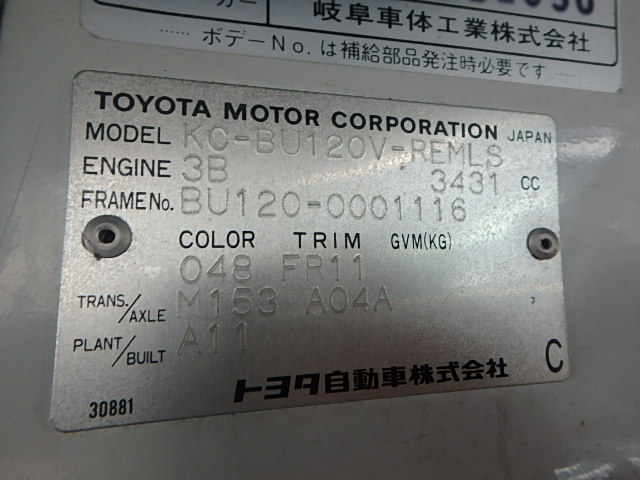 カー
岐阜車体工業株式会社
ボデーNo.は補給部品発注時必要です
TOYOTA MOTOR CORPORATION JAPAN
MODEL KC-BU120V-REMLS
ENGINE 3B 3431 CC
FRAMENo. BU120-0001116
COLOR TRIM GVM(KG)
048 FR11
TRANS./AXLE M153 A04A
PLANT/BUILT A11
C
トヨタ自動車株式会社
30881